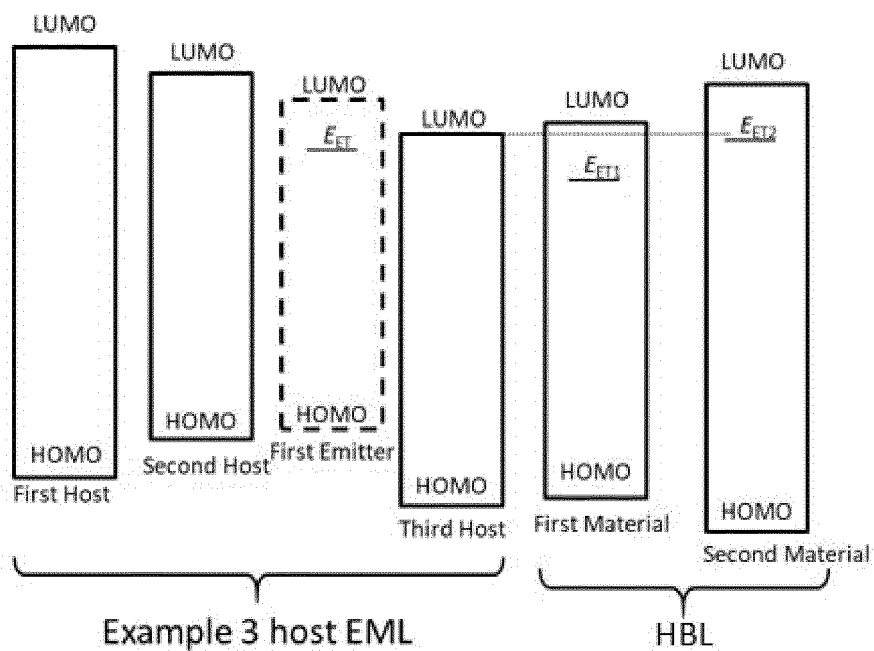 LUMO
LUMO
LUMO
LUMO
LUMO
LUMO
E_ET
E_ET1
E_ET2
HOMO
HOMO
HOMO
HOMO
HOMO
HOMO
First Host
Second Host
First Emitter
Third Host
First Material
Second Material
Example 3 host EML
HBL